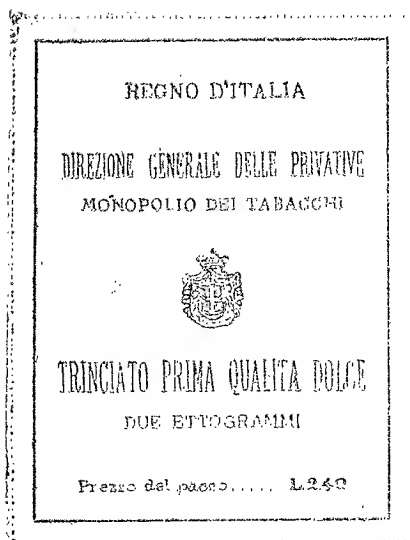 REGNO D'ITALIA
DIREZIONE GENERALE DELLE PRIVATIVE
MONOPOLIO DEI TABACCHI
TRINCIATO PRIMA QUALITA DOLCE
DUE ETTOGRAMMI
Prezzo del pacco..... L.2.40